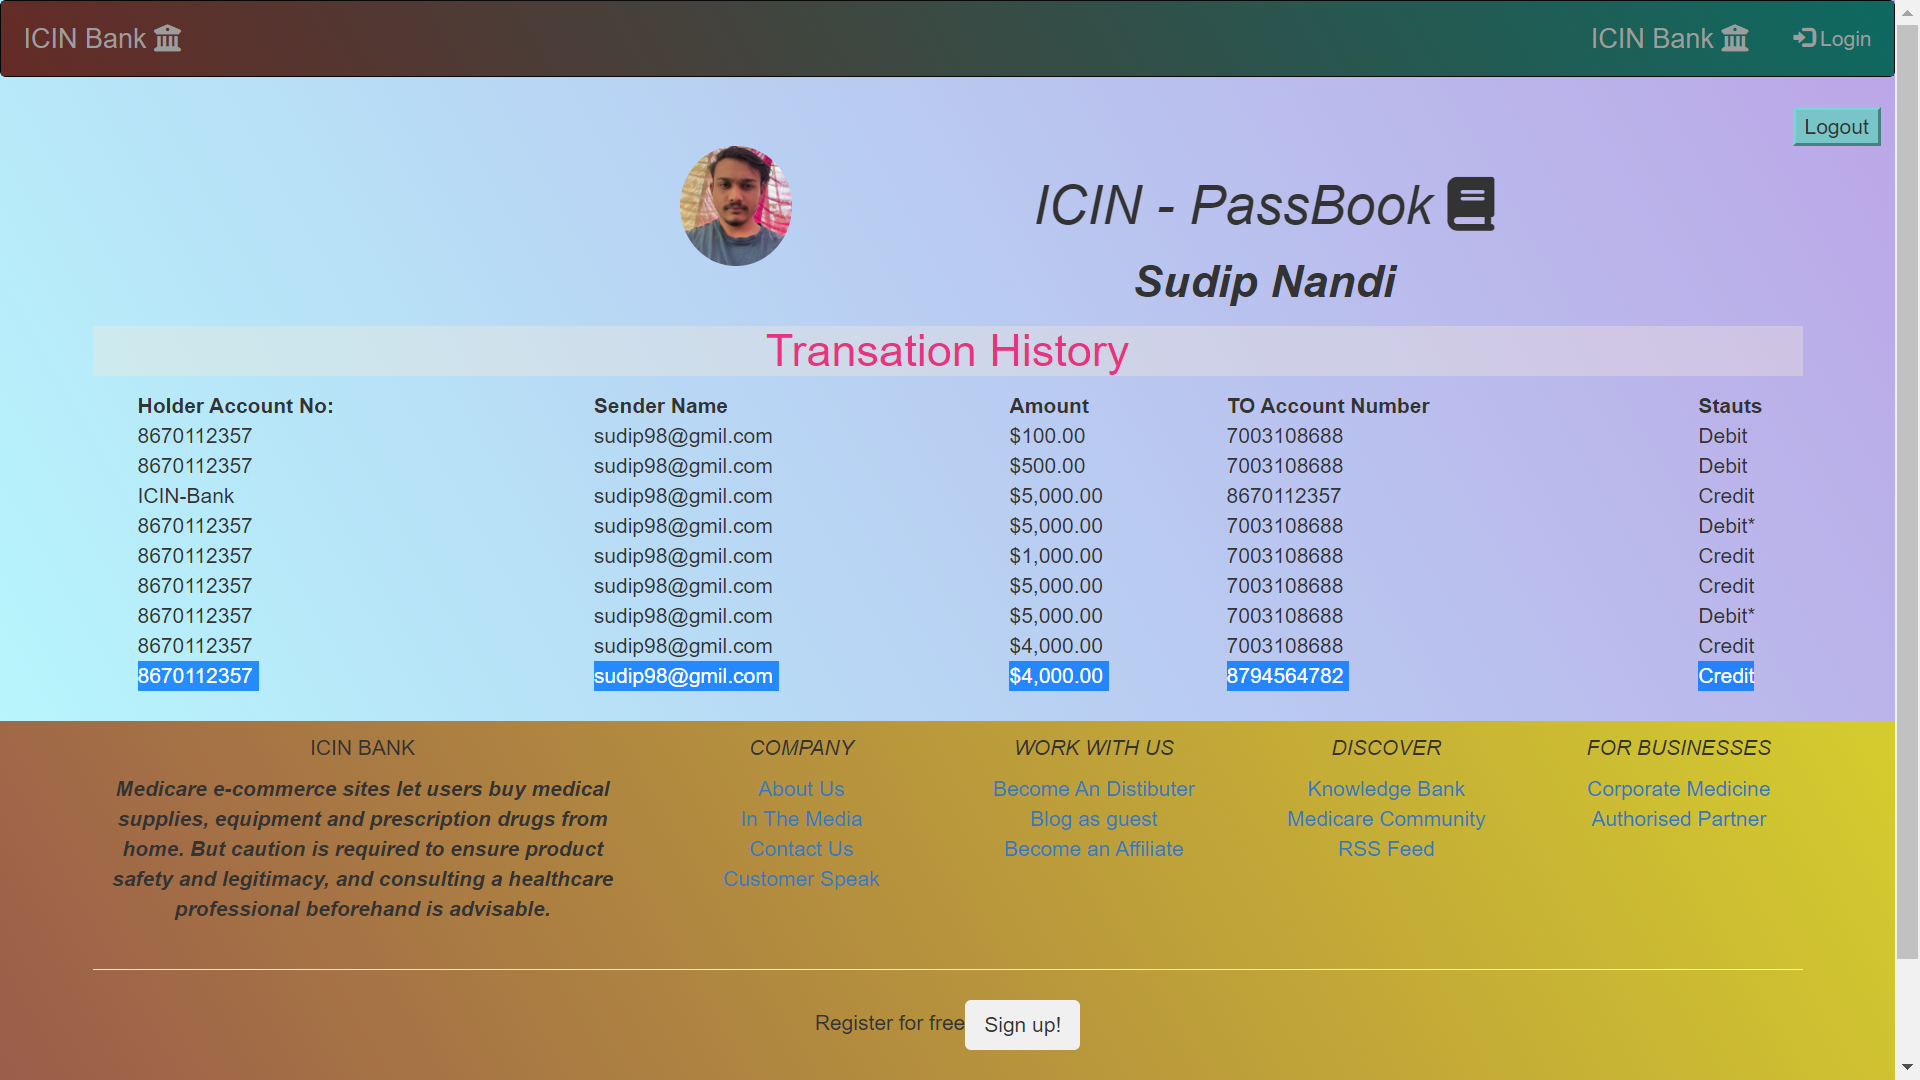 ICIN Bank
ICIN Bank
Login
Logout
ICIN - PassBook
Sudip Nandi
Transation History
Holder Account No: Sender Name Amount TO Account Number Stauts
8670112357 sudip98@gmil.com $100.00 7003108688 Debit
8670112357 sudip98@gmil.com $500.00 7003108688 Debit
ICIN-Bank sudip98@gmil.com $5,000.00 8670112357 Credit
8670112357 sudip98@gmil.com $5,000.00 7003108688 Debit*
8670112357 sudip98@gmil.com $1,000.00 7003108688 Credit
8670112357 sudip98@gmil.com $5,000.00 7003108688 Credit
8670112357 sudip98@gmil.com $5,000.00 7003108688 Debit*
8670112357 sudip98@gmil.com $4,000.00 7003108688 Credit
8670112357 sudip98@gmil.com $4,000.00 8794564782 Credit
ICIN BANK
Medicare e-commerce sites let users buy medical
supplies, equipment and prescription drugs from
home. But caution is required to ensure product
safety and legitimacy, and consulting a healthcare
professional beforehand is advisable.
COMPANY
About Us
In The Media
Contact Us
Customer Speak
WORK WITH US
Become An Distibuter
Blog as guest
Become an Affiliate
DISCOVER
Knowledge Bank
Medicare Community
RSS Feed
FOR BUSINESSES
Corporate Medicine
Authorised Partner
Register for free Sign up!